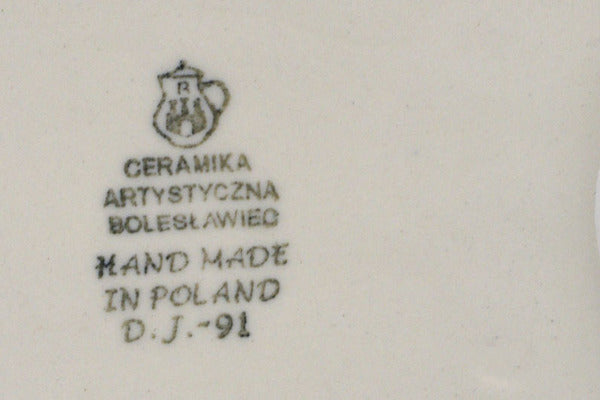 R
CERAMIKA
ARTYSTYCZNA
BOLESŁAWIEC
HAND MADE
IN POLAND
D.J.-91